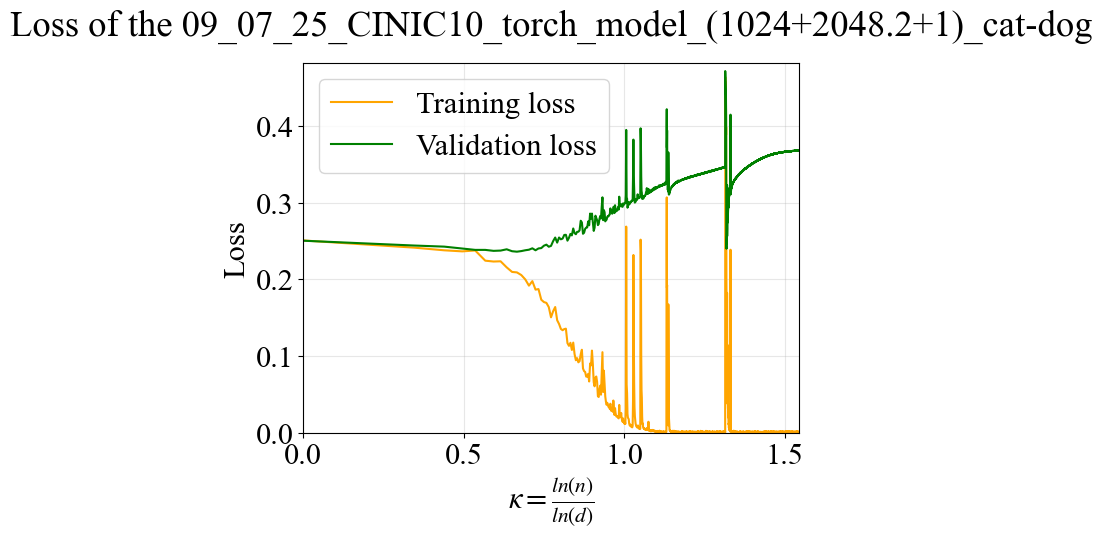 Loss of the 09_07_25_CINIC10_torch_model_(1024+2048.2+1)_cat-dog
Training loss
Validation loss
Loss
0.4
0.3
0.2
0.1
0.0
0.0 0.5 1.0 1.5
κ = ln(n)/ln(d)